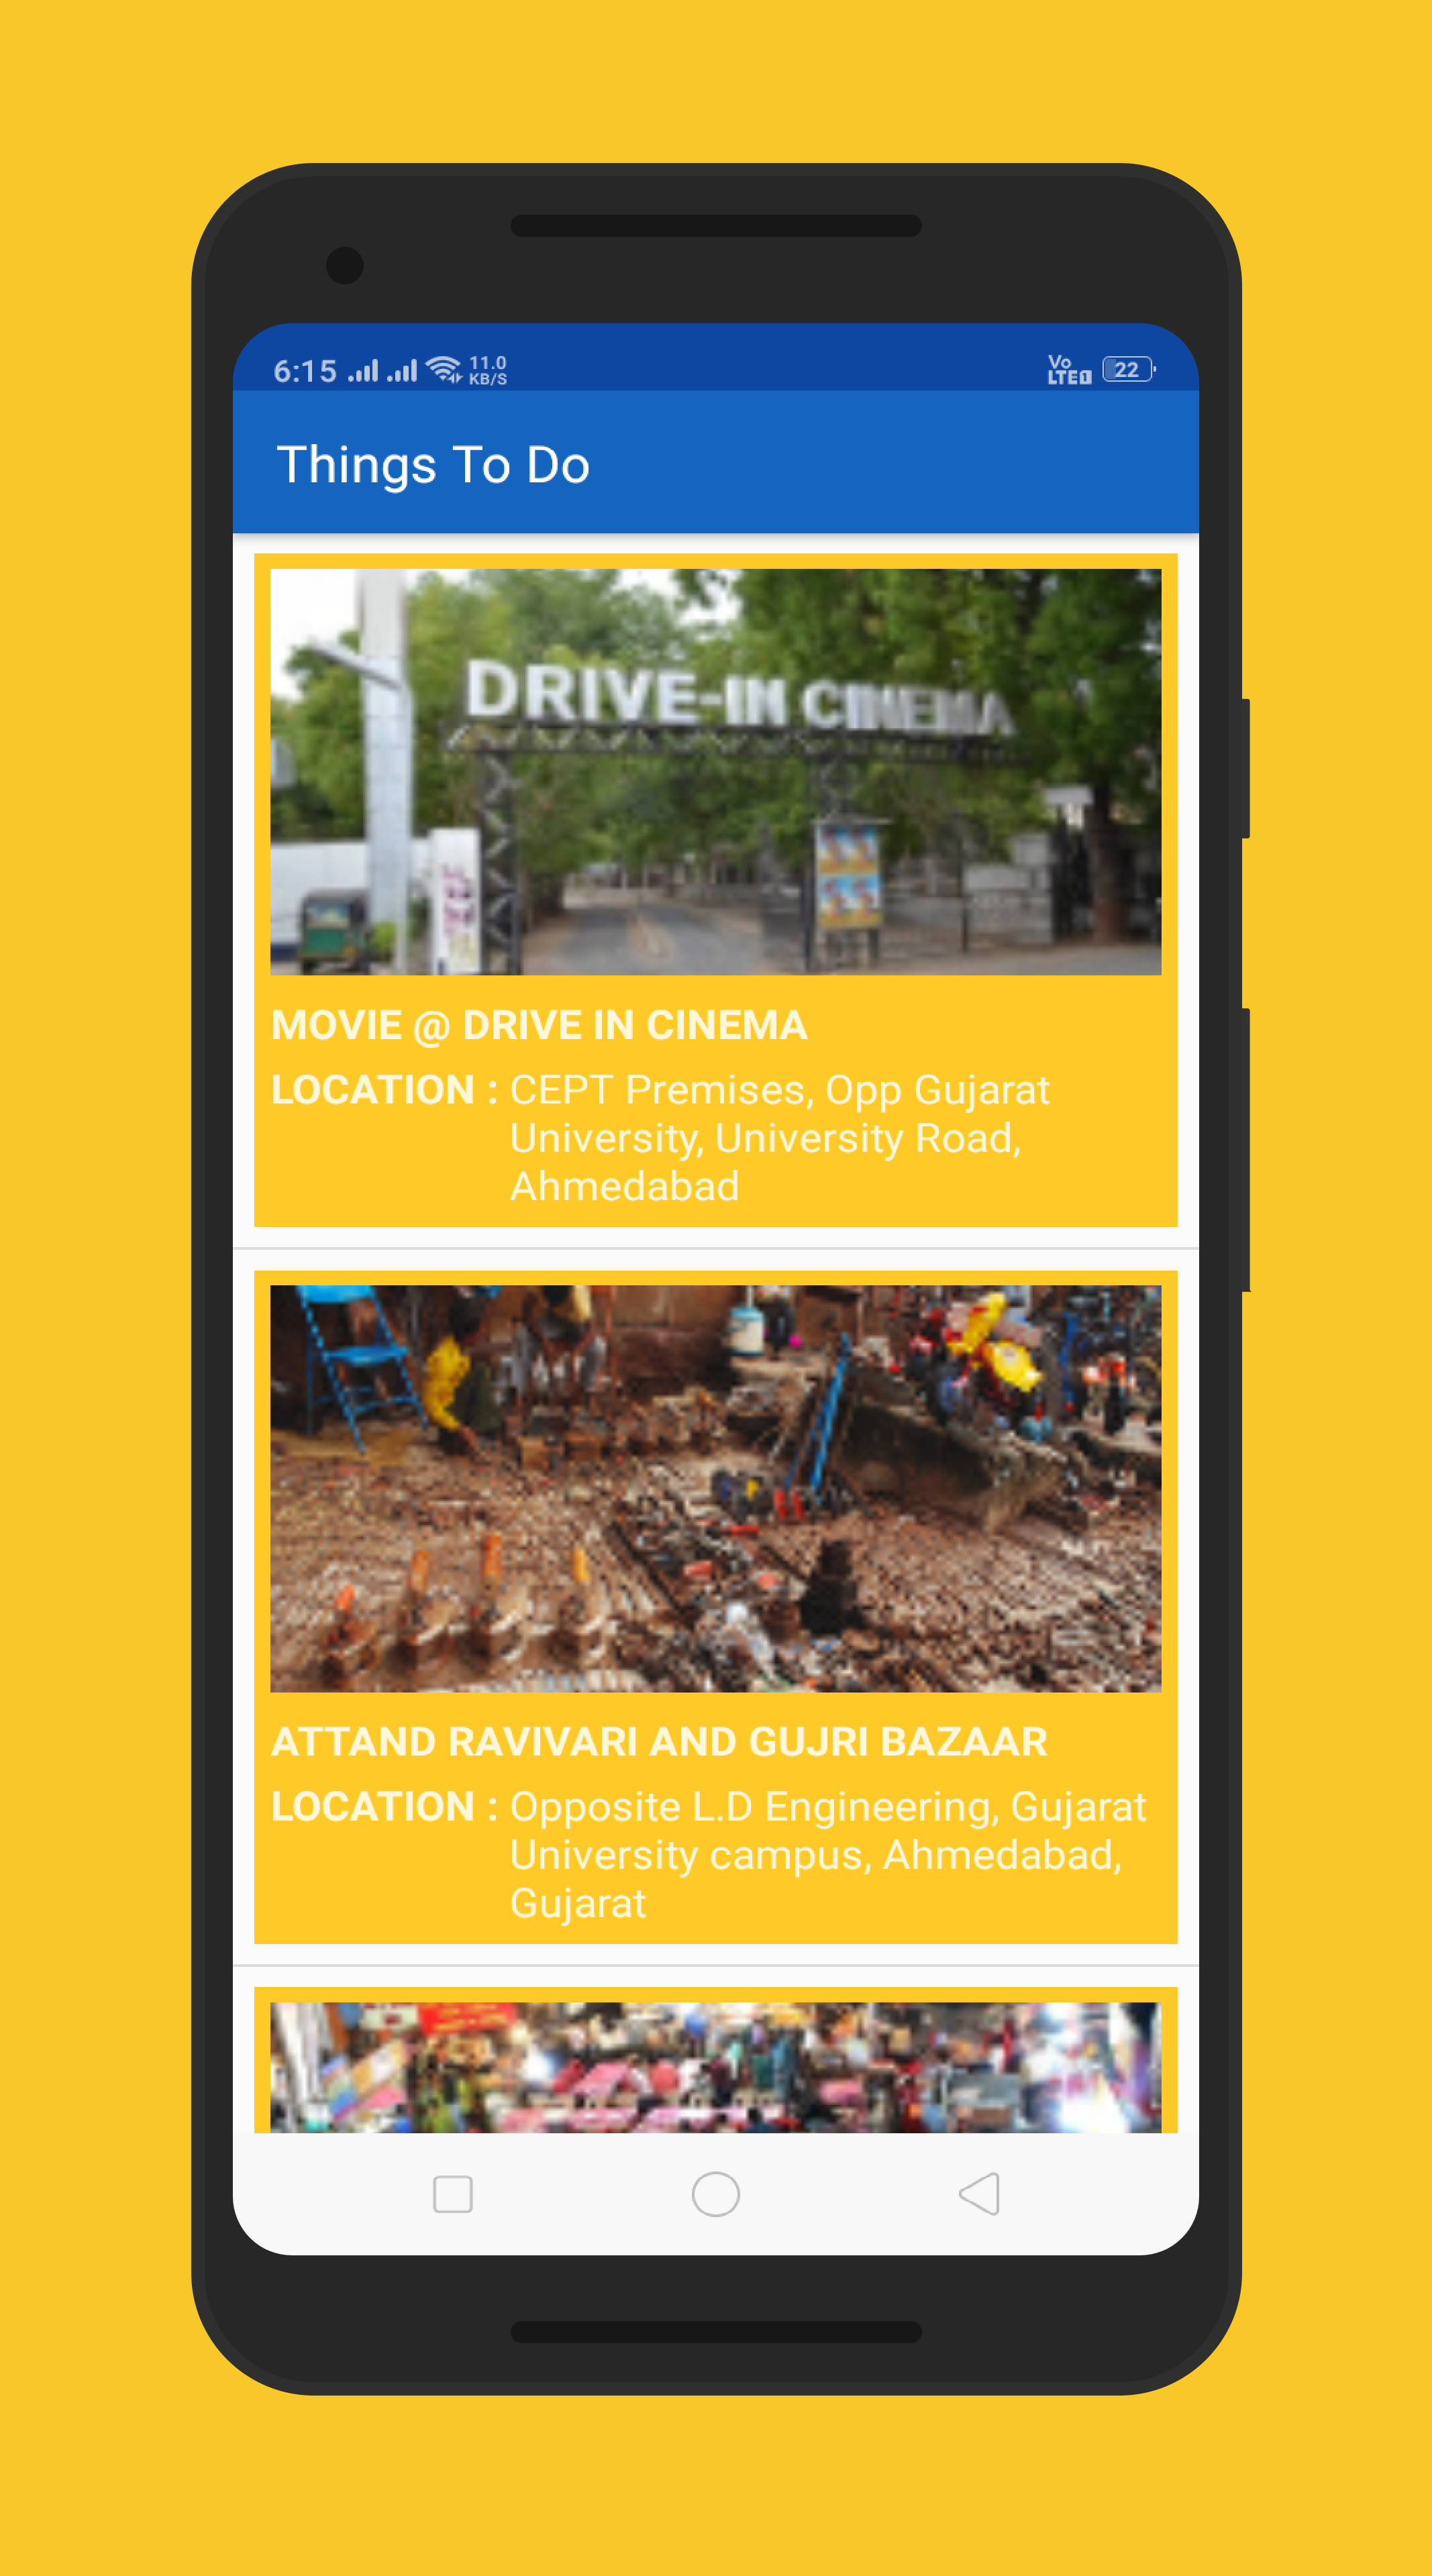 6:15
11.0
KB/S
Vo
LTE 1
22
Things To Do
DRIVE-IN CINEMA
MOVIE @ DRIVE IN CINEMA
LOCATION : CEPT Premises, Opp Gujarat
University, University Road,
Ahmedabad
ATTAND RAVIVARI AND GUJRI BAZAAR
LOCATION : Opposite L.D Engineering, Gujarat
University campus, Ahmedabad,
Gujarat